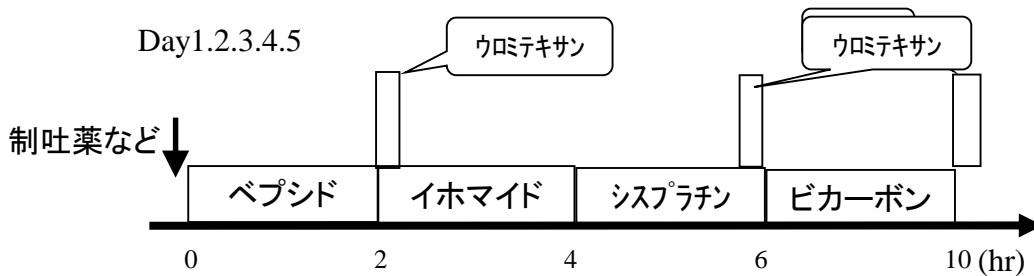 Day1.2.3.4.5
ウロミテキサン
ウロミテキサン
制吐薬など
ベプシド
イホマイド
シスプラチン
ビカーボン
0 2 4 6 10 (hr)